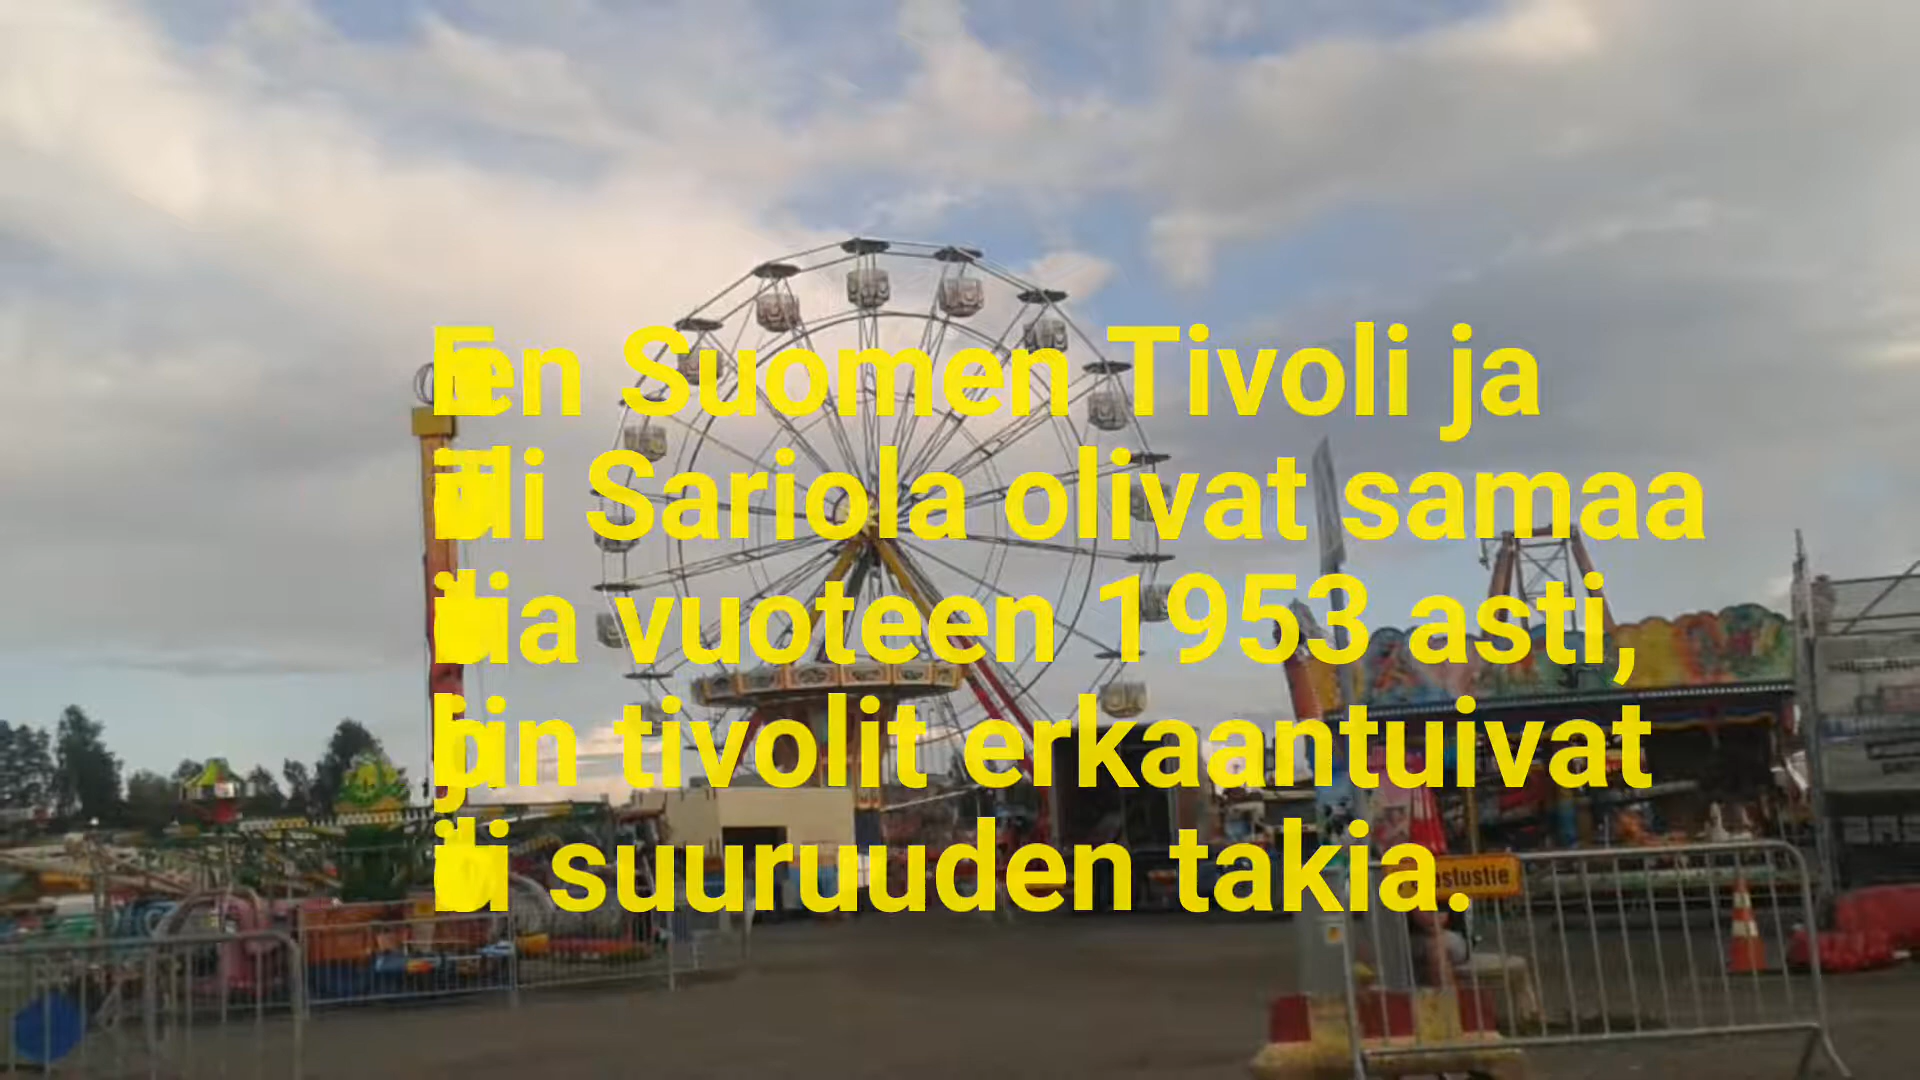 Suomen Tivoli ja
Sariola olivat samaa
vuoteen 1953 asti,
tivolit erkaantuivat
suuruuden takia.